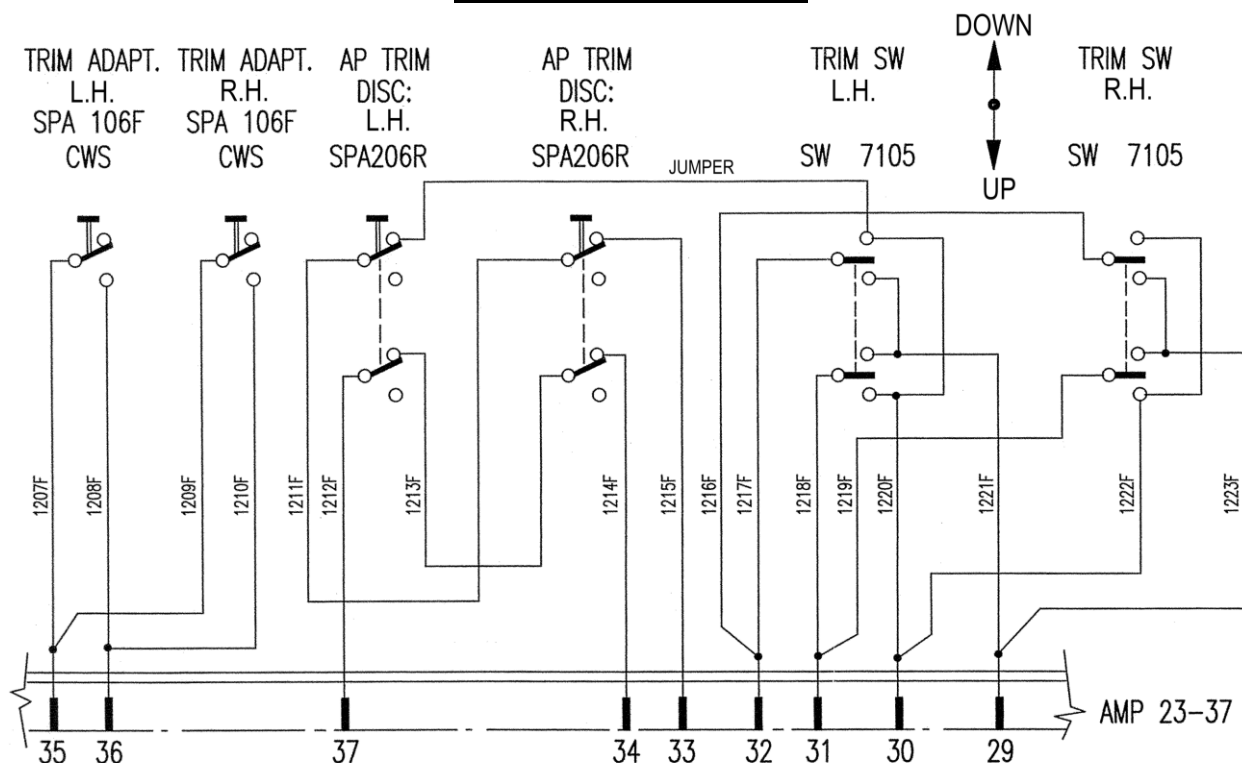 DOWN
TRIM ADAPT.
L.H.
SPA 106F
CWS
TRIM ADAPT.
R.H.
SPA 106F
CWS
AP TRIM
DISC:
L.H.
SPA206R
AP TRIM
DISC:
R.H.
SPA206R
JUMPER
TRIM SW
L.H.
SW 7105
UP
TRIM SW
R.H.
SW 7105
1207F
1208F
1209F
1210F
1211F
1212F
1213F
1214F
1215F
1216F
1217F
1218F
1219F
1220F
1221F
1222F
1223F
AMP 23-37
35
36
37
34
33
32
31
30
29